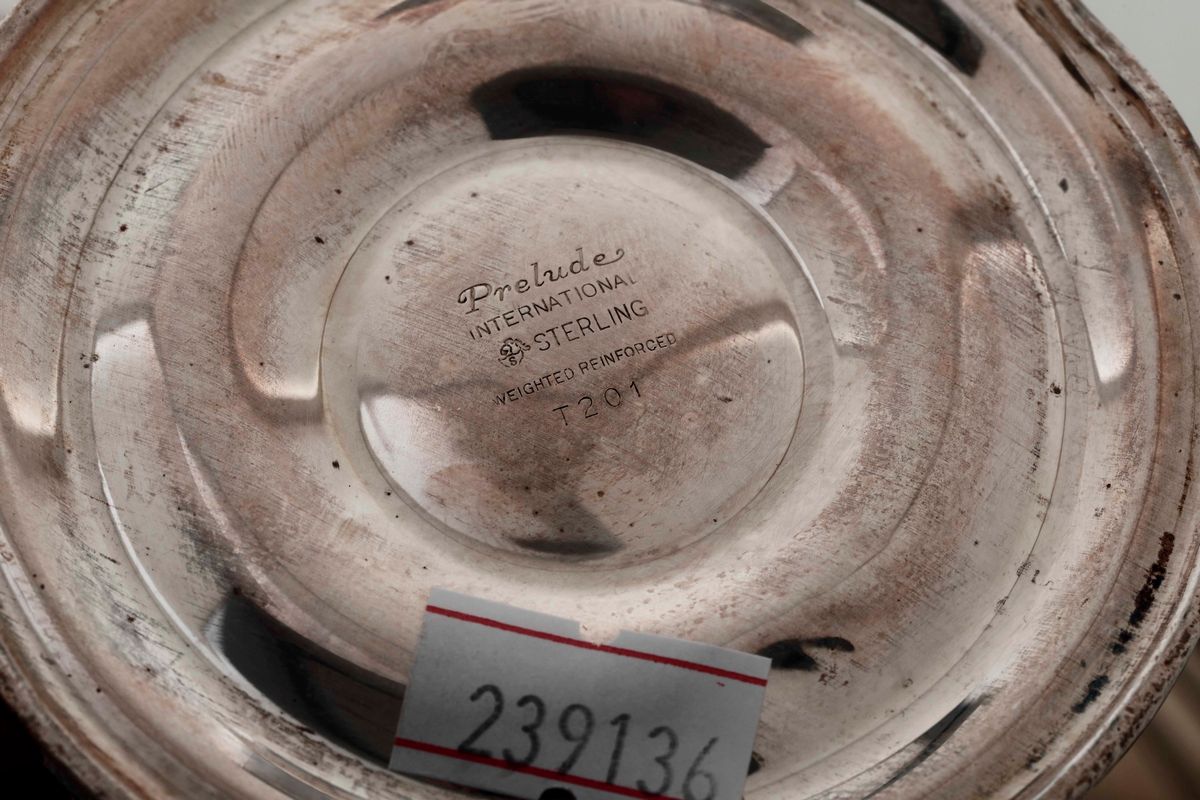 Prelude
INTERNATIONAL
STERLING
WEIGHTED REINFORCED
T201
239136